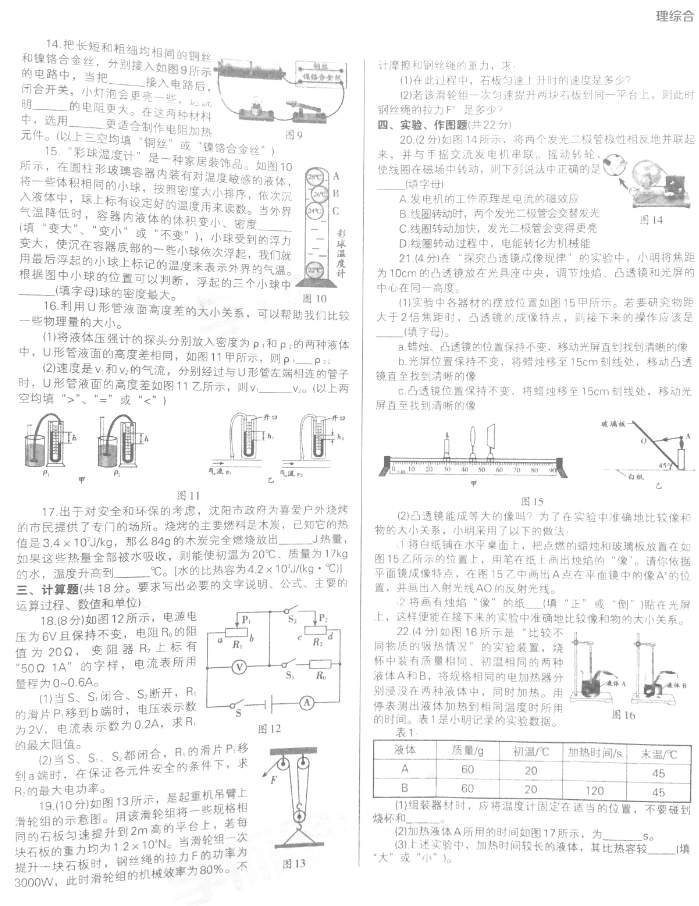 理综合
14.把长短和粗细均相同的铜丝
和镍铬合金丝，分别接入如图9所示
的电路中，当把______接入电路后，
闭合开关，小灯泡会更亮一些，
明______的电阻更大。在这两种材料
中，选用______更适合制作电阻加热
元件。(以上三空均填“铜丝”或“镍铬合金丝”)
铜丝
镍铬合金丝
图9
15.“彩球温度计”是一种家居装饰品。如图10
所示，在圆柱形玻璃容器内装有对温度敏感的液体，
将一些体积相同的小球，按照密度大小排序，依次沉
入液体中，球上标有设定好的温度用来读数。当外界
气温降低时，容器内液体的体积变小、密度______
(填“变大”、“变小”或“不变”)，小球受到的浮力
变大，使沉在容器底部的一些小球依次浮起，我们就
用最后浮起的小球上标记的温度来表示外界的气温。
根据图中小球的位置可以判断，浮起的三个小球中
______(填字母)球的密度最大。
A
B
C
彩球温度计
图10
16.利用U形管液面高度差的大小关系，可以帮助我们比较
一些物理量的大小。
(1)将液体压强计的探头分别放入密度为ρ₁和ρ₂的两种液体
中，U形管液面的高度差相同，如图11甲所示，则ρ₁___ρ₂；
(2)速度是v₁和v₂的气流，分别经过与U形管左端相连的管子
时，U形管液面的高度差如图11乙所示，则v₁______v₂。(以上两
空均填“>”、“=”或“<”)
开口
开口
h
h
h₁
h₂
ρ₁
甲
ρ₂
气流v₁
乙
气流v₂
图11
17.出于对安全和环保的考虑，沈阳市政府为喜爱户外烧烤
的市民提供了专门的场所。烧烤的主要燃料是木炭，已知它的热
值是3.4×10⁷J/kg，那么84g的木炭完全燃烧放出______J热量，
如果这些热量全部被水吸收，则能使初温为20℃、质量为17kg
的水，温度升高到______℃。[水的比热容为4.2×10³J/(kg·℃)]
三、计算题(共18分。要求写出必要的文字说明、公式、主要的
运算过程、数值和单位)
18.(8分)如图12所示，电源电
压为6V且保持不变，电阻R₀的阻
值为20Ω，变阻器R₂上标有
“50Ω 1A”的字样，电流表所用
量程为0~0.6A。
(1)当S、S₁闭合、S₂断开，R₁
的滑片P₁移到b端时，电压表示数
为2V，电流表示数为0.2A，求R₁
的最大阻值。
(2)当S、S₁、S₂都闭合，R₁的滑片P₁移
到a端时，在保证各元件安全的条件下，求
R₂的最大电功率。
P₁
S₂
P₂
a
b
R₁
c
R₂
d
V
S₁
R₀
S
A
图12
19.(10分)如图13所示，是起重机吊臂上
滑轮组的示意图。用该滑轮组将一些规格相
同的石板匀速提升到2m高的平台上，若每
块石板的重力均为1.2×10⁴N。当滑轮组一次
提升一块石板时，钢丝绳的拉力F的功率为
3000W，此时滑轮组的机械效率为80%。不
F
图13
计摩擦和钢丝绳的重力，求：
(1)在此过程中，石板匀速上升时的速度是多少?
(2)若该滑轮组一次匀速提升两块石板到同一平台上，则此时
钢丝绳的拉力F'是多少?
四、实验、作图题(共22分)
20.(2分)如图14所示，将两个发光二极管极性相反地并联起
来，并与手摇交流发电机串联。摇动转轮，
使线圈在磁场中转动，则下列说法中正确的是
______(填字母)
A.发电机的工作原理是电流的磁效应
B.线圈转动时，两个发光二极管会交替发光
C.线圈转动加快，发光二极管会变得更亮
D.线圈转动过程中，电能转化为机械能
图14
21.(4分)在“探究凸透镜成像规律”的实验中，小明将焦距
为10cm的凸透镜放在光具座中央，调节烛焰、凸透镜和光屏的
中心在同一高度。
(1)实验中各器材的摆放位置如图15甲所示。若要研究物距
大于2倍焦距时，凸透镜的成像特点，则接下来的操作应该是
______(填字母)。
a.蜡烛、凸透镜的位置保持不变，移动光屏直到找到清晰的像
b.光屏位置保持不变，将蜡烛移至15cm刻线处，移动凸透
镜直至找到清晰的像
c.凸透镜位置保持不变，将蜡烛移至15cm刻线处，移动光
屏直至找到清晰的像
0 10 20 30 40 50 60 70 80 90
甲
玻璃板
O
A
45°
白纸
乙
图15
(2)凸透镜能成等大的像吗?为了在实验中准确地比较像和
物的大小关系，小明采用了以下的做法：
①将白纸铺在水平桌面上，把点燃的蜡烛和玻璃板放置在如
图15乙所示的位置上，用笔在纸上画出烛焰的“像”。请你依据
平面镜成像特点，在图15乙中画出A点在平面镜中的像A'的位
置，并画出入射光线AO的反射光线。
②将画有烛焰“像”的纸___(填“正”或“倒”)贴在光屏
上，这样便能在接下来的实验中准确地比较像和物的大小关系。
22.(4分)如图16所示是“比较不
同物质的吸热情况”的实验装置，烧
杯中装有质量相同、初温相同的两种
液体A和B，将规格相同的电加热器分
别浸没在两种液体中，同时加热。用
停表测出液体加热到相同温度时所用
的时间。表1是小明记录的实验数据。
液体A
液体B
图16
表1：
液体 质量/g 初温/℃ 加热时间/s 末温/℃
A 60 20 45
B 60 20 120 45
(1)组装器材时，应将温度计固定在适当的位置，不要碰到
烧杯和______。
(2)加热液体A所用的时间如图17所示，为______s。
(3)上述实验中，加热时间较长的液体，其比热容较______(填
“大”或“小”)。